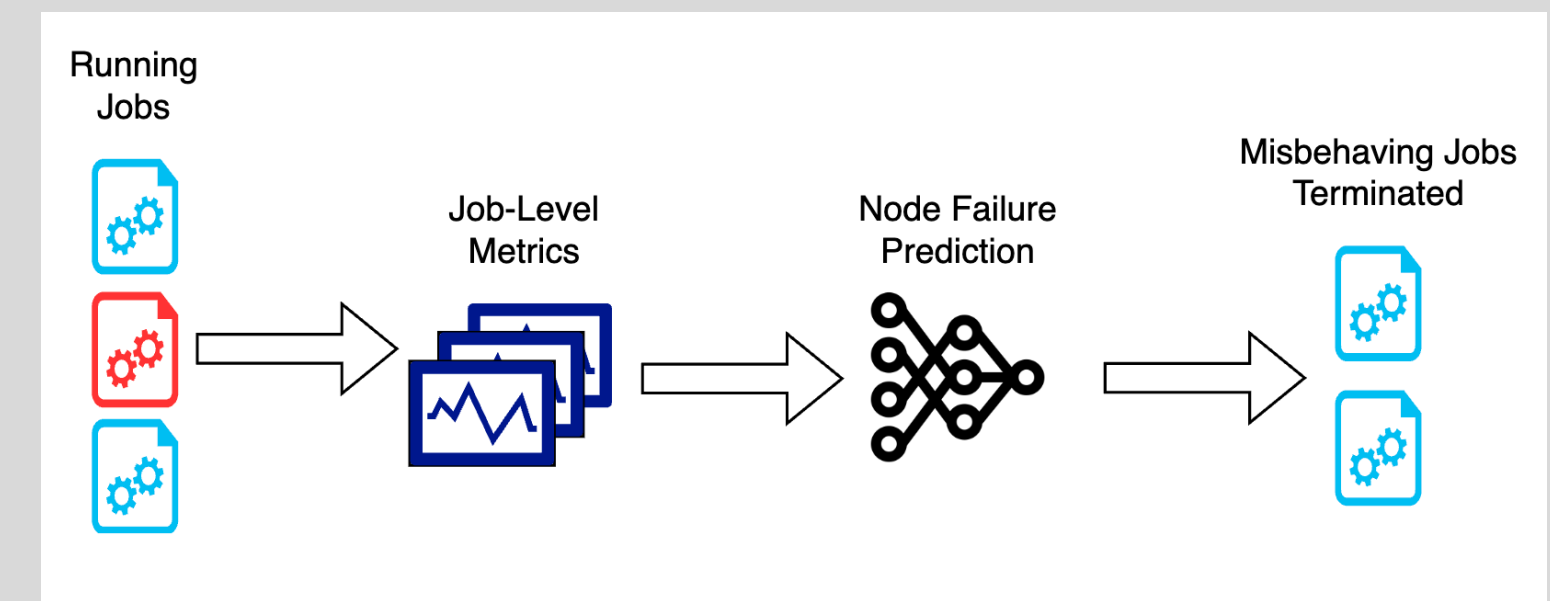 Running
Jobs
Job-Level
Metrics
Node Failure
Prediction
Misbehaving Jobs
Terminated